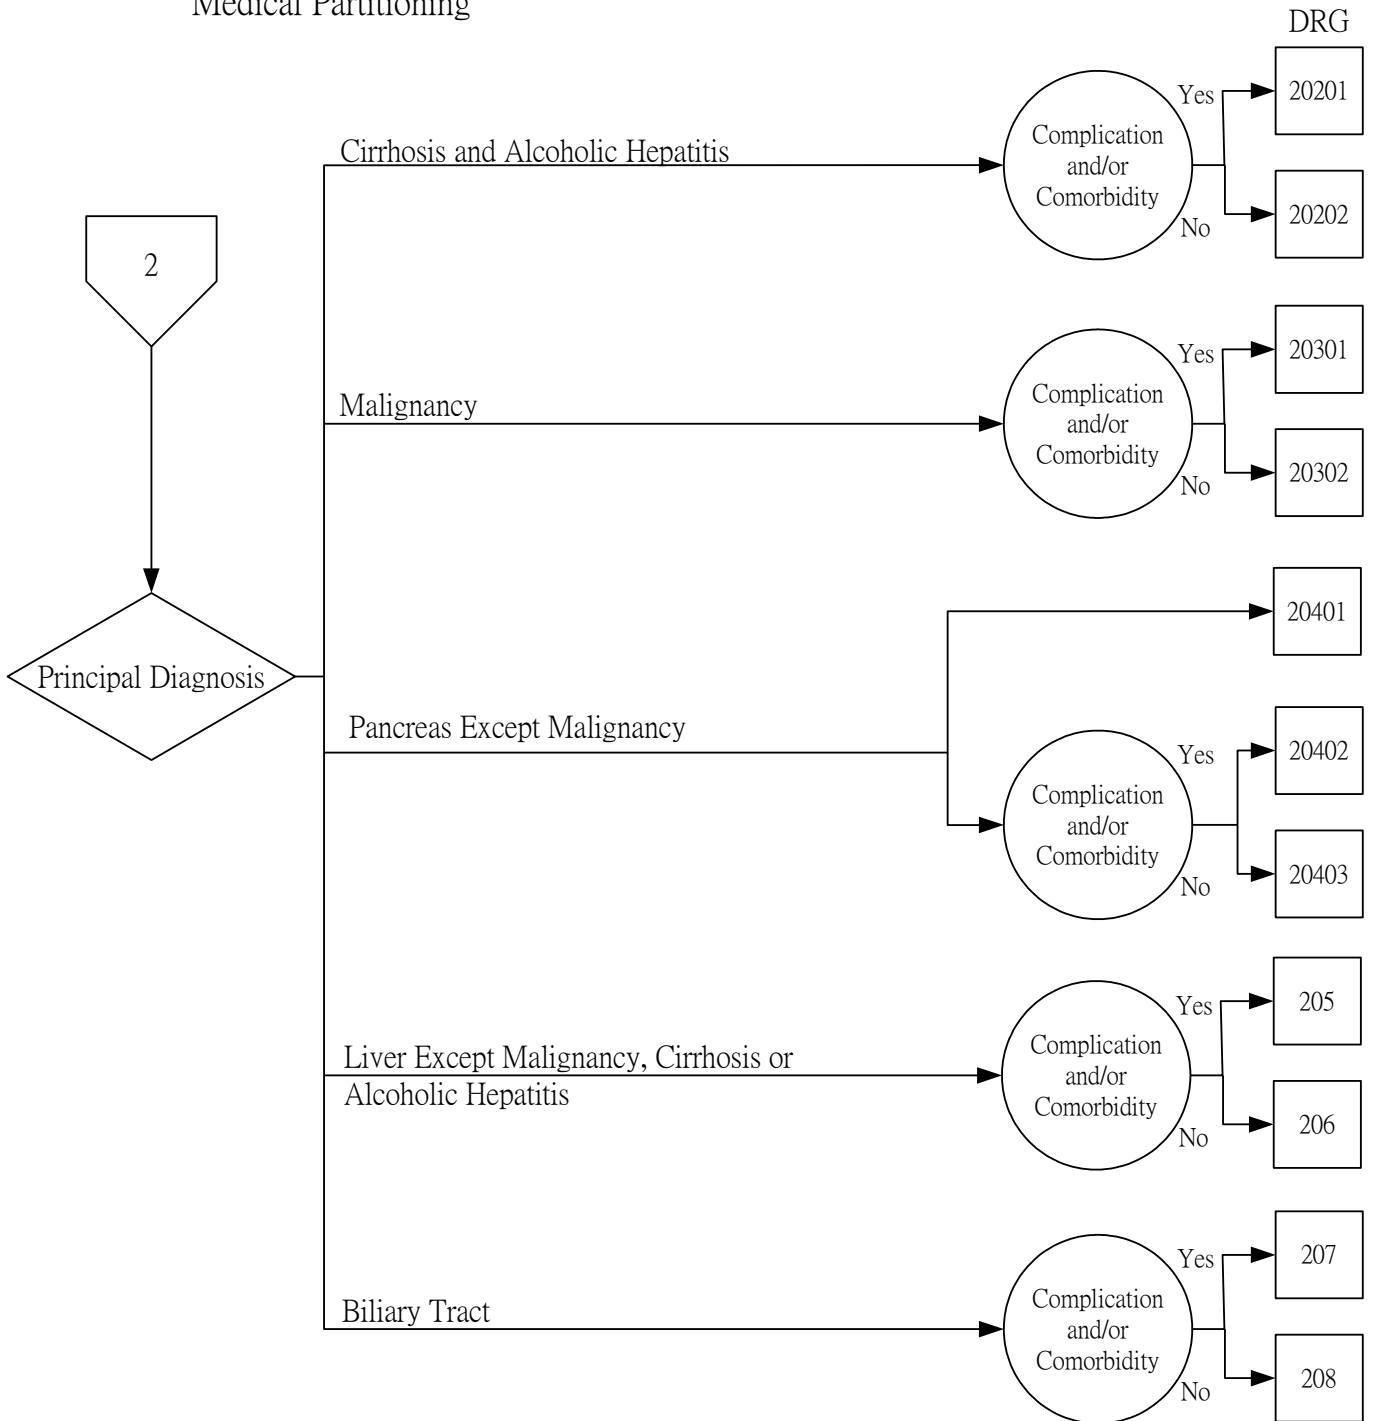 Medical Partitioning
DRG
2
Principal Diagnosis
Cirrhosis and Alcoholic Hepatitis
Complication
and/or
Comorbidity
Yes
No
20201
20202
Malignancy
Complication
and/or
Comorbidity
Yes
No
20301
20302
Pancreas Except Malignancy
20401
Complication
and/or
Comorbidity
Yes
No
20402
20403
Liver Except Malignancy, Cirrhosis or
Alcoholic Hepatitis
Complication
and/or
Comorbidity
Yes
No
205
206
Biliary Tract
Complication
and/or
Comorbidity
Yes
No
207
208